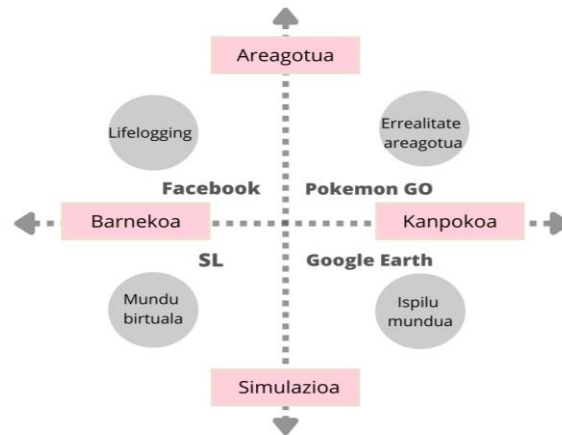 Areagotua
Lifelogging
Errealitate
areagotua
Facebook
Pokemon GO
Barnekoa
Kanpokoa
SL
Google Earth
Mundu
birtuala
Ispilu
mundua
Simulazioa